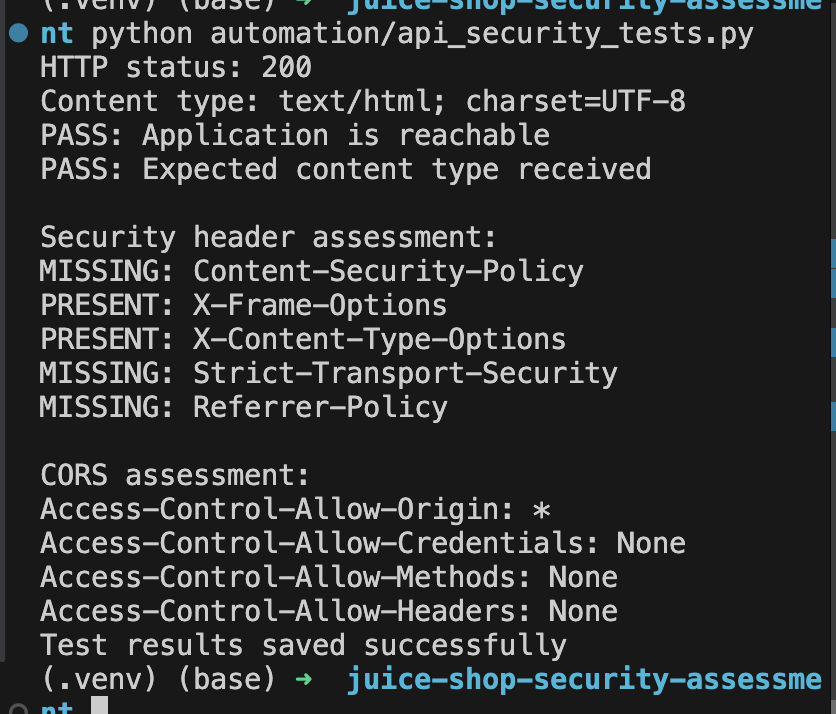 (.venv) (base) → juice-shop-security-assessme
nt python automation/api_security_tests.py
HTTP status: 200
Content type: text/html; charset=UTF-8
PASS: Application is reachable
PASS: Expected content type received
Security header assessment:
MISSING: Content-Security-Policy
PRESENT: X-Frame-Options
PRESENT: X-Content-Type-Options
MISSING: Strict-Transport-Security
MISSING: Referrer-Policy
CORS assessment:
Access-Control-Allow-Origin: *
Access-Control-Allow-Credentials: None
Access-Control-Allow-Methods: None
Access-Control-Allow-Headers: None
Test results saved successfully
(.venv) (base) → juice-shop-security-assessme
nt